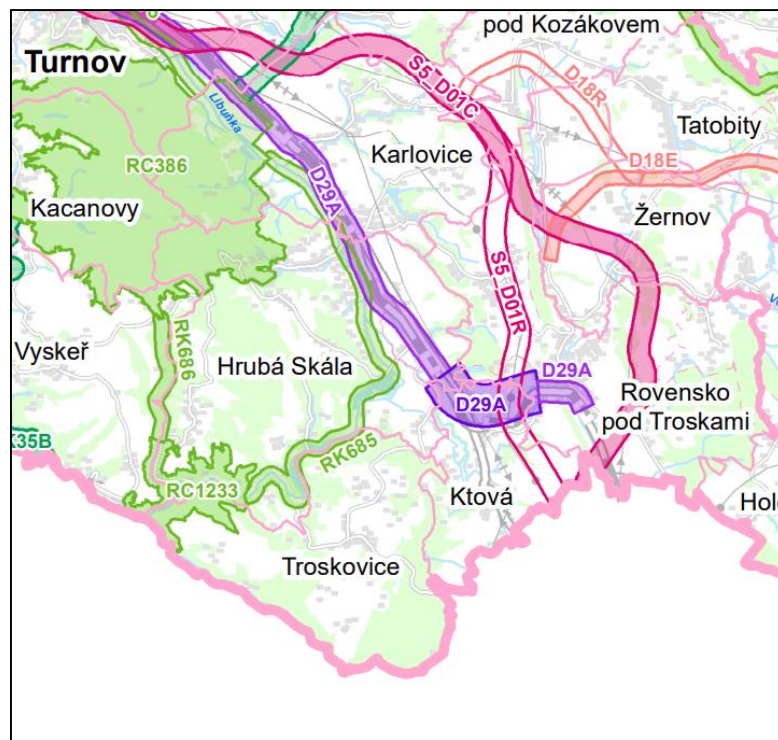 pod Kozákovem
Turnov
S5_D01C
D18R
Tatobity
Libuňka
D18E
Karlovice
RC386
D29A
Kacanovy
Žernov
S5_D01R
RK686
Vyskeř
Hrubá Skála
D29A
D29A
Rovensko
pod Troskami
K35B
RK685
RC1233
Ktová
Hole
Troskovice